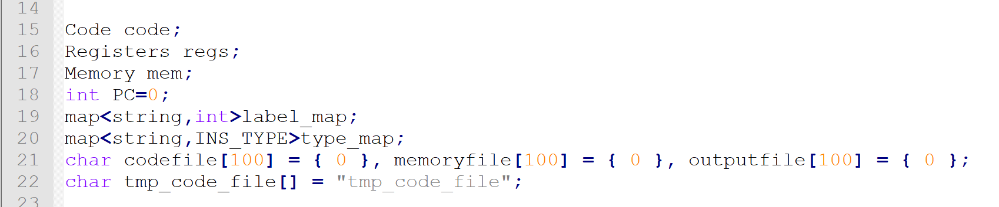 14
15 Code code;
16 Registers regs;
17 Memory mem;
18 int PC=0;
19 map<string,int>label_map;
20 map<string,INS_TYPE>type_map;
21 char codefile[100] = { 0 }, memoryfile[100] = { 0 }, outputfile[100] = { 0 };
22 char tmp_code_file[] = "tmp_code_file";
23